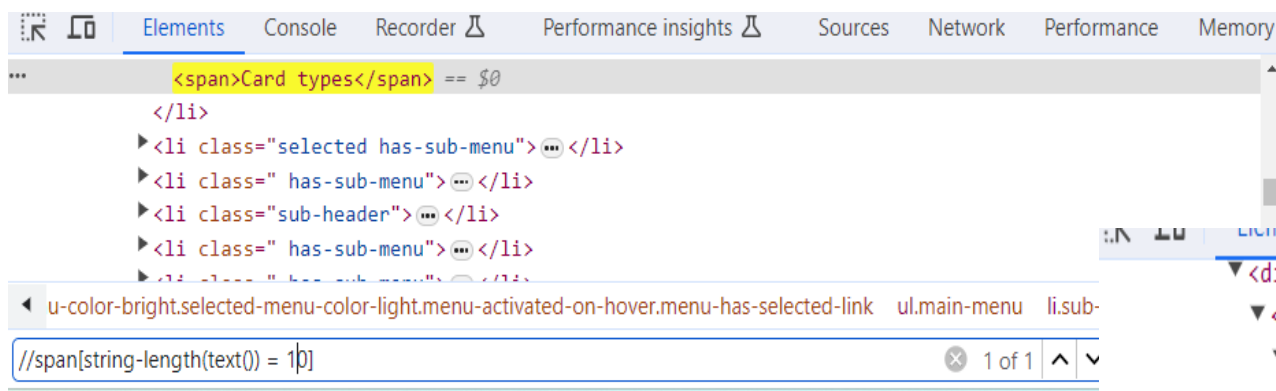 Elements Console Recorder Performance insights Sources Network Performance Memory
••• <span>Card types</span> == $0
</li>
<li class="selected has-sub-menu">•••</li>
<li class=" has-sub-menu">•••</li>
<li class="sub-header">•••</li>
<li class=" has-sub-menu">•••</li>
u-color-bright.selected-menu-color-light.menu-activated-on-hover.menu-has-selected-link ul.main-menu li.sub-
<di
<
//span[string-length(text()) = 10] 1 of 1